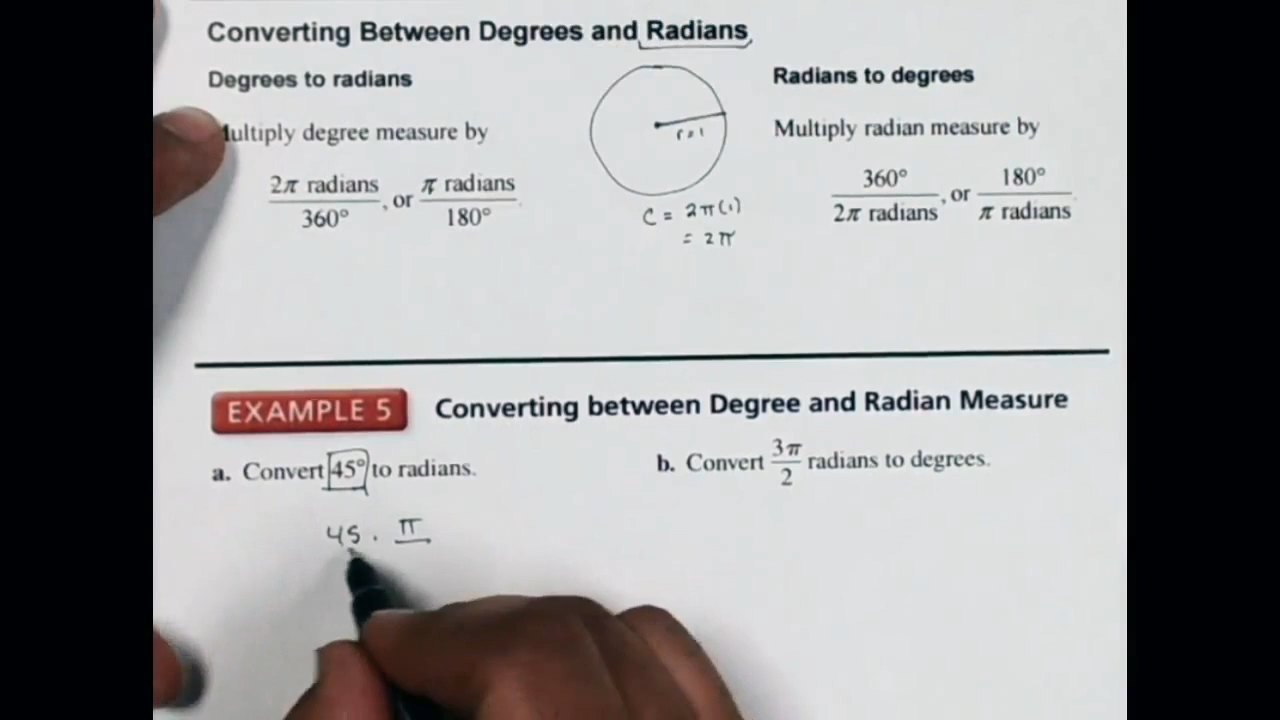 Converting Between Degrees and Radians
Degrees to radians
Multiply degree measure by
2π radians / 360°, or π radians / 180°
r=1
C = 2π(1)
= 2π
Radians to degrees
Multiply radian measure by
360° / 2π radians, or 180° / π radians
EXAMPLE 5 Converting between Degree and Radian Measure
a. Convert 45° to radians.
45 · π
b. Convert 3π/2 radians to degrees.